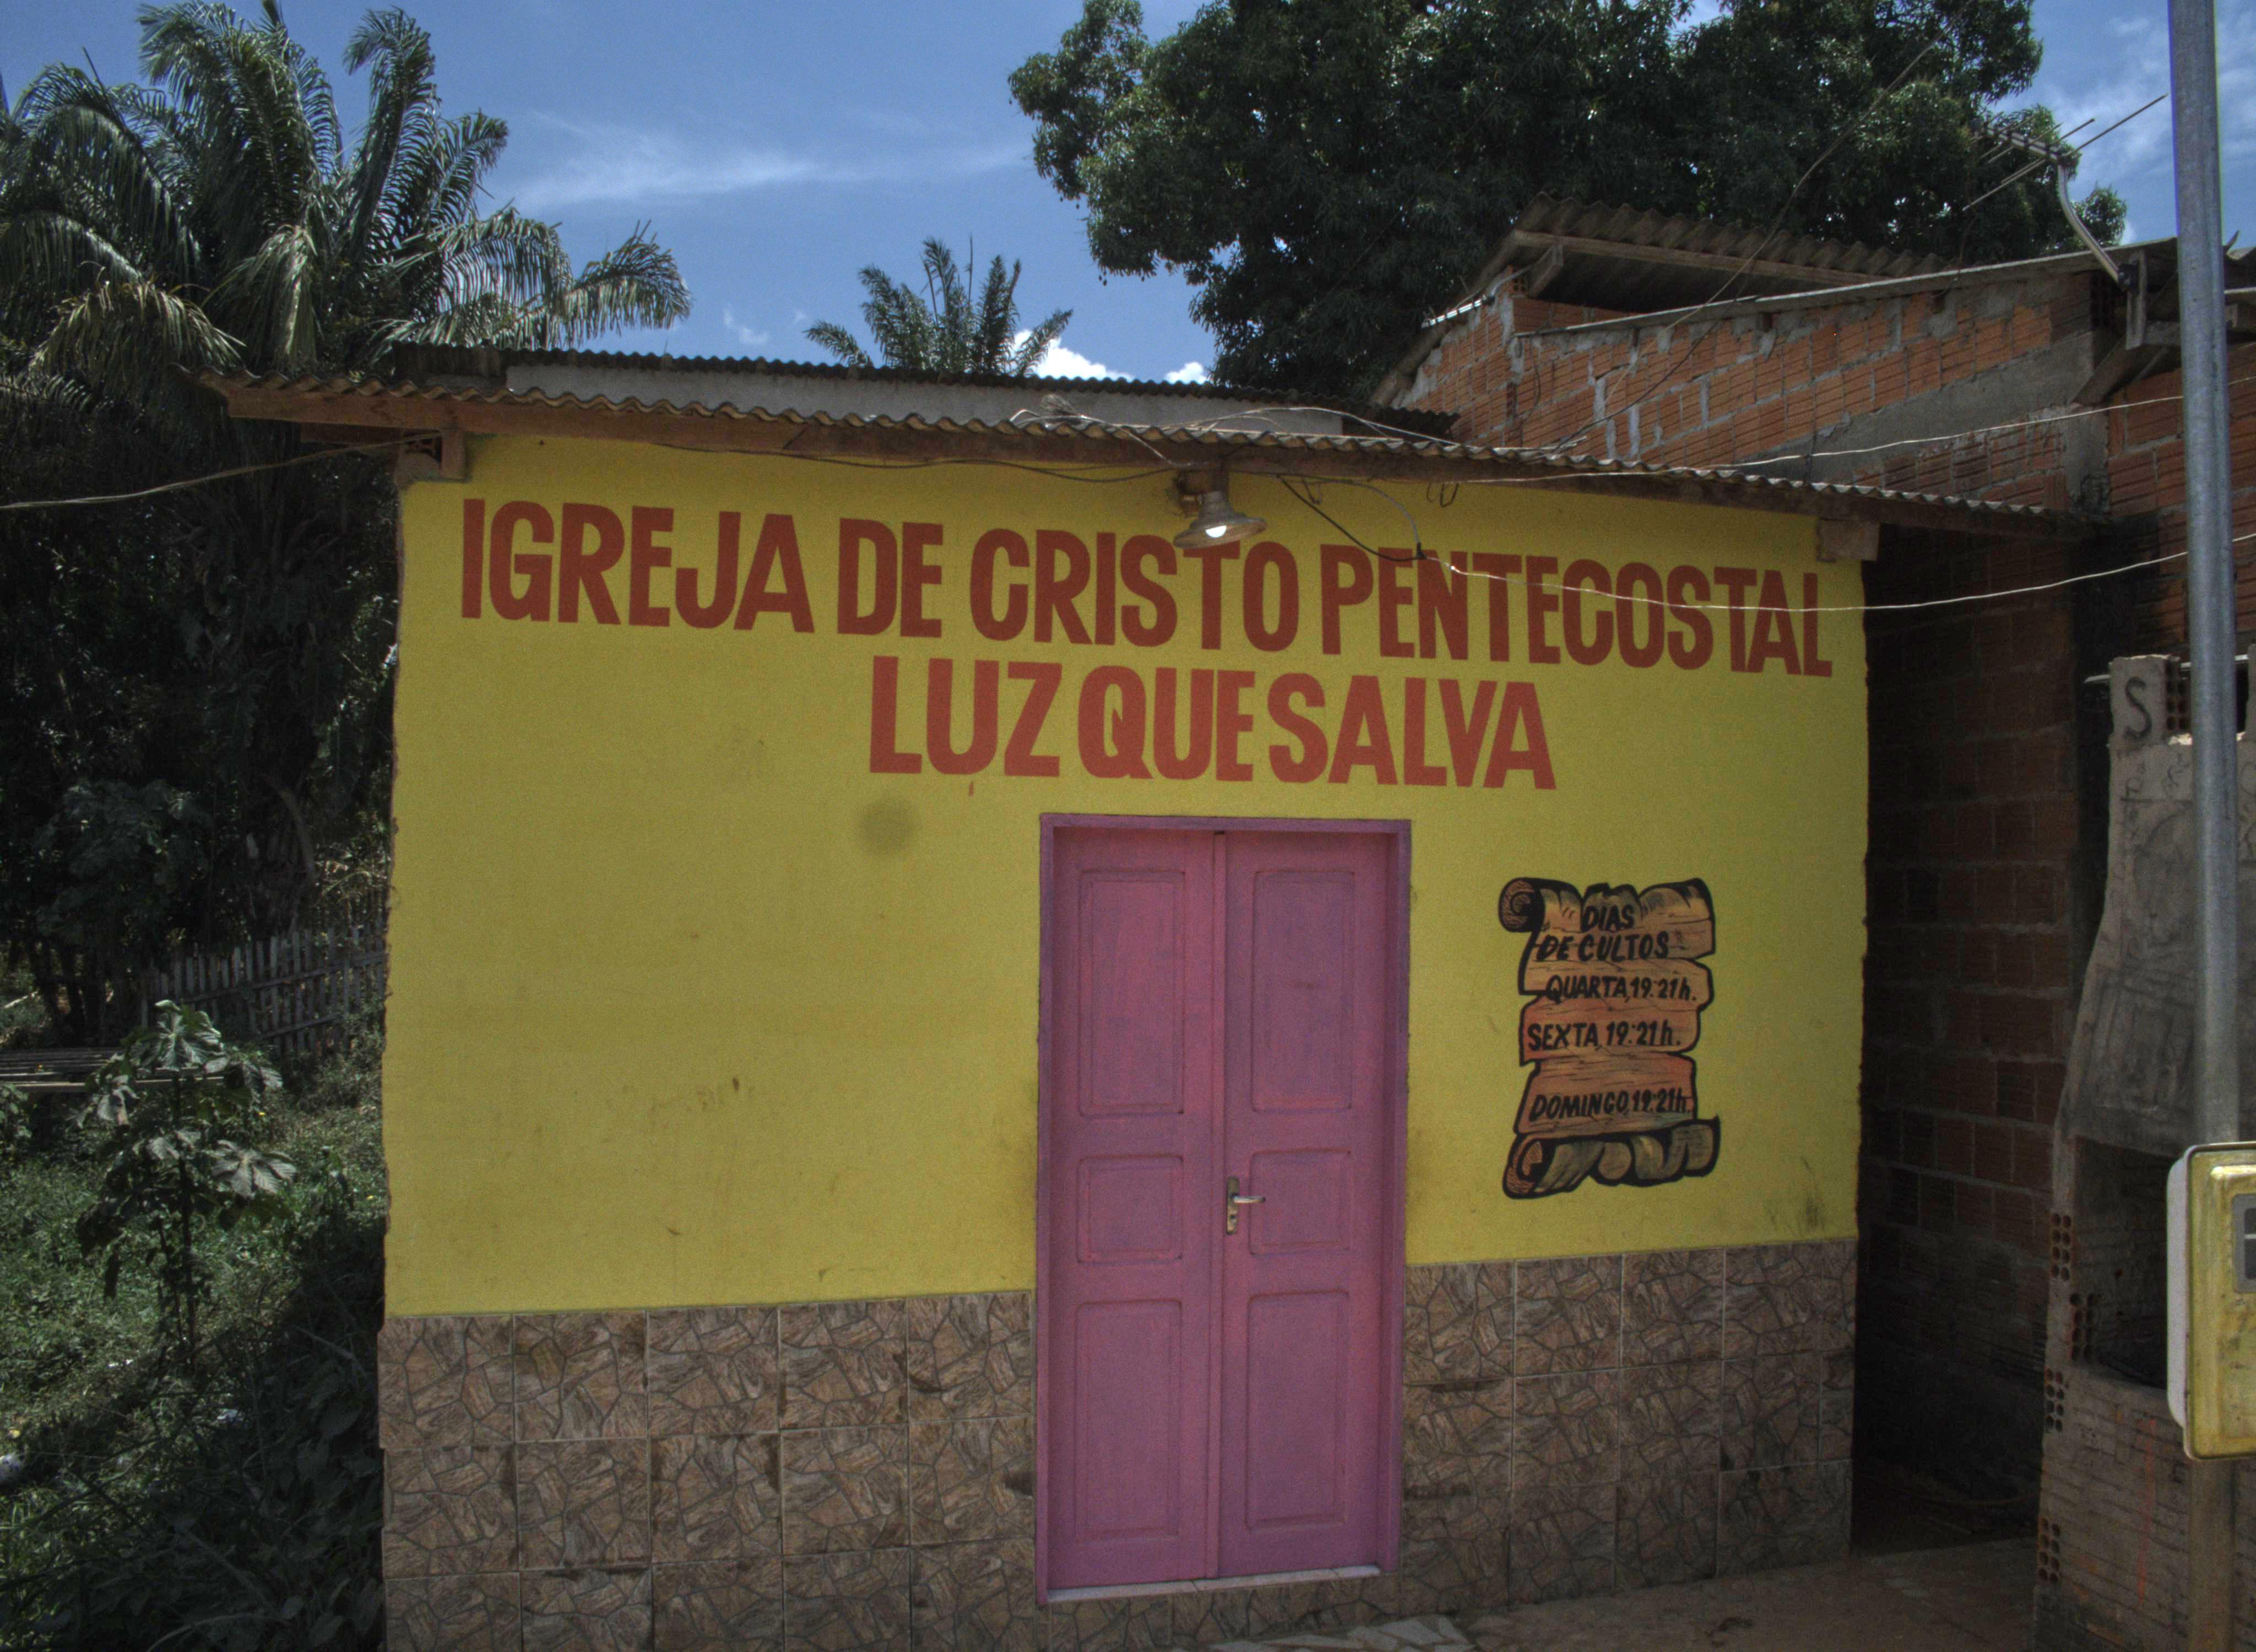 IGREJA DE CRISTO PENTECOSTAL
LUZ QUE SALVA
DIAS
DE CULTOS
QUARTA, 19:21h.
SEXTA, 19:21h.
DOMINGO, 19:21h.
S